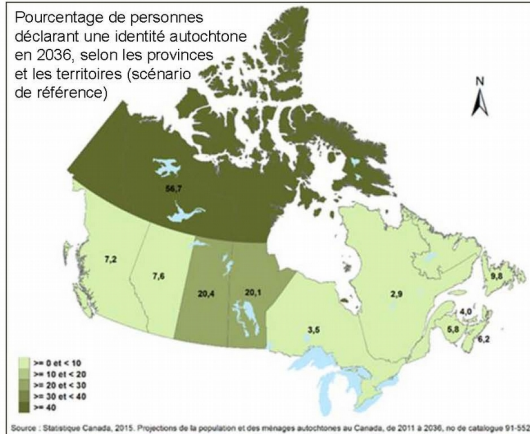 Pourcentage de personnes
déclarant une identité autochtone
en 2036, selon les provinces
et les territoires (scénario
de référence)
N
56,7
7,2
7,6
20,4
20,1
3,5
2,9
9,8
4,0
5,8
6,2
>= 0 et < 10
>= 10 et < 20
>= 20 et < 30
>= 30 et < 40
>= 40
Source : Statistique Canada, 2015. Projections de la population et des ménages autochtones au Canada, de 2011 à 2036, no de catalogue 91-552